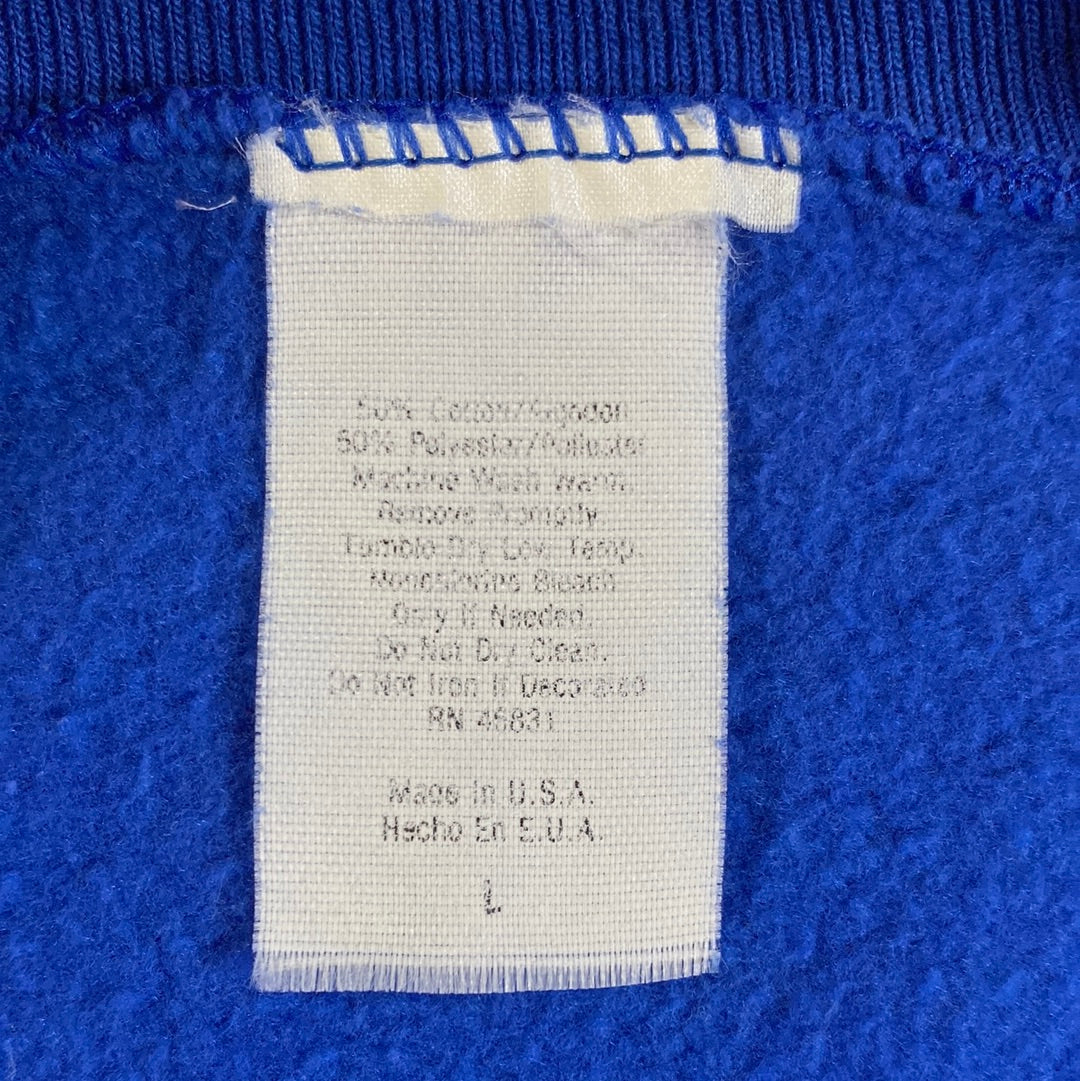 50% Cotton/Algodon
50% Polyester/Poliester
Machine Wash Warm.
Remove Promptly.
Tumble Dry Low Temp.
Nonchlorine Bleach
Only If Needed.
Do Not Dry Clean.
Do Not Iron If Decorated
RN 46831
Made In U.S.A.
Hecho En E.U.A.
L